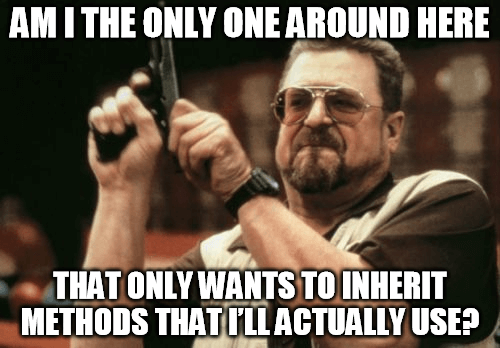 AM I THE ONLY ONE AROUND HERE
THAT ONLY WANTS TO INHERIT
METHODS THAT I'LL ACTUALLY USE?